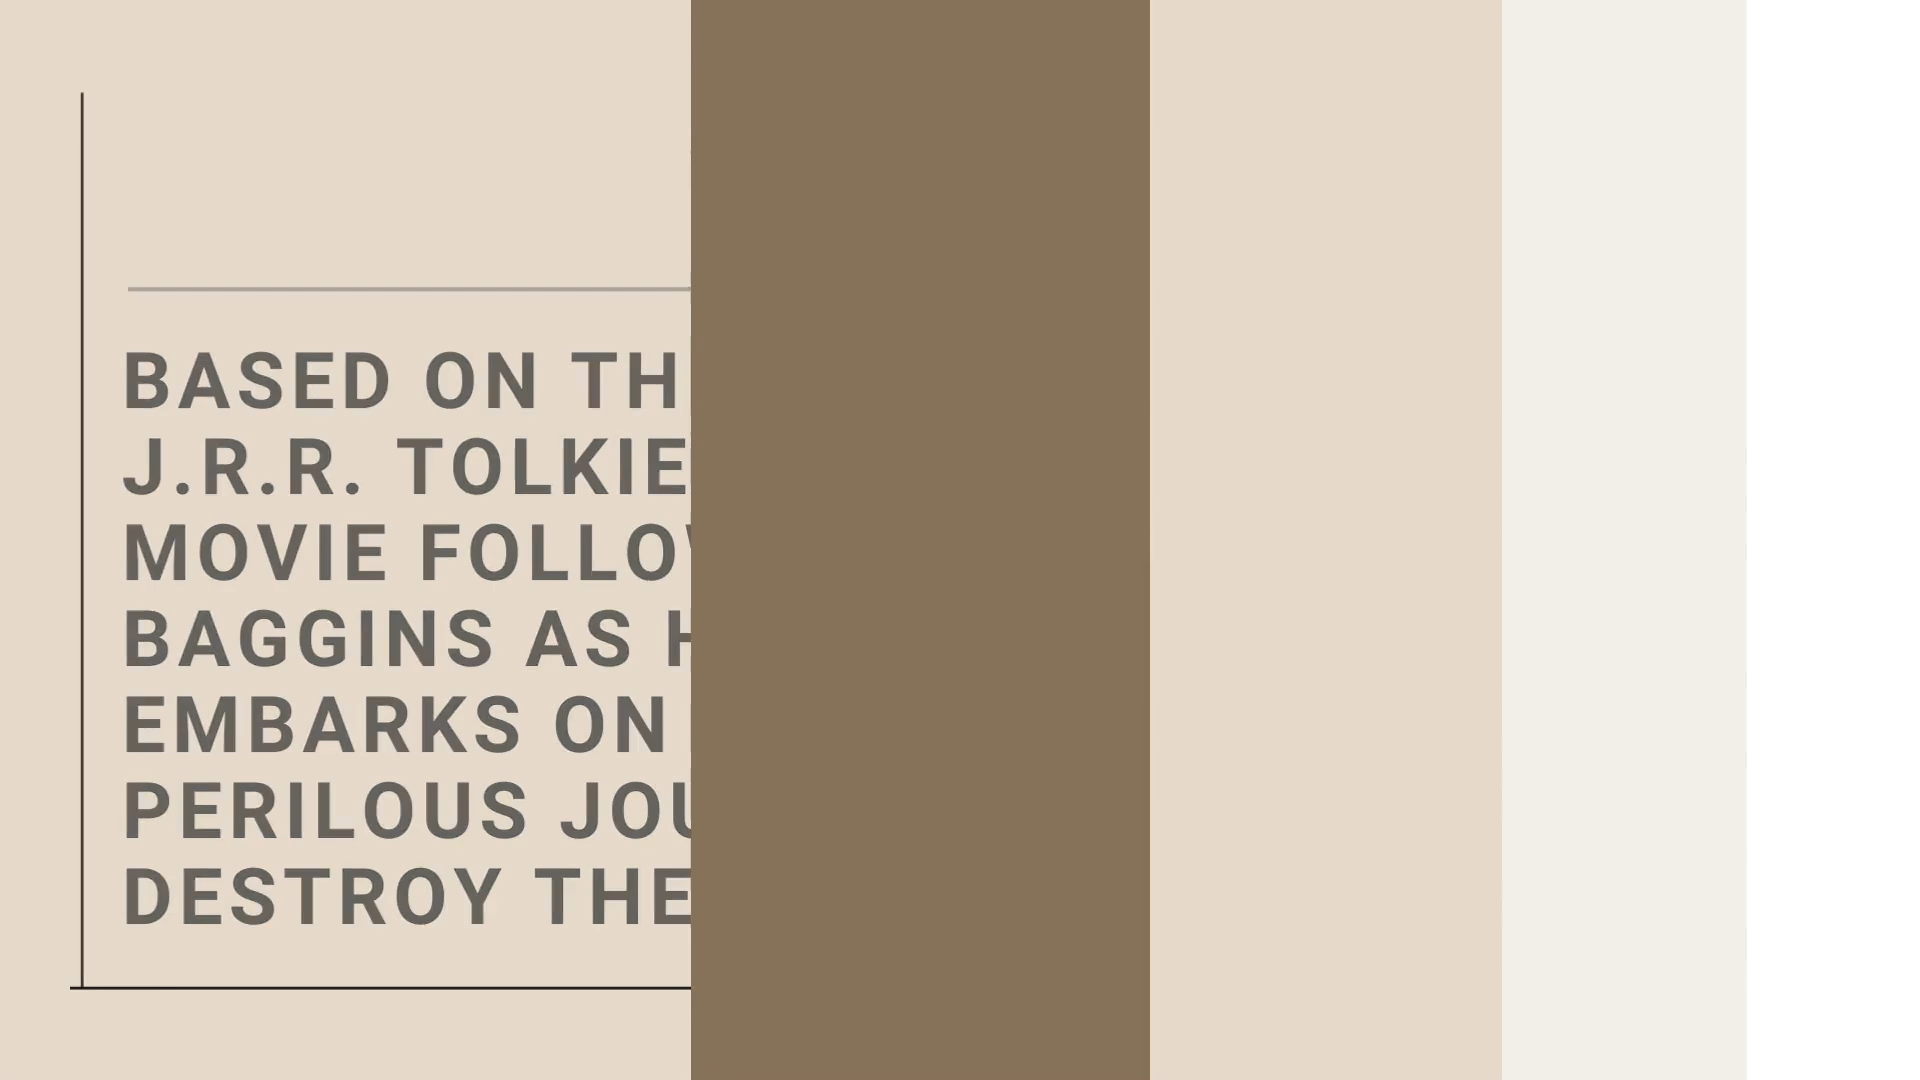 BASED ON TH
J.R.R. TOLKIE
MOVIE FOLLO
BAGGINS AS H
EMBARKS ON
PERILOUS JOU
DESTROY THE